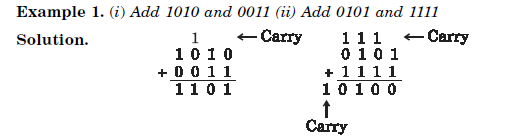 Example 1. (i) Add 1010 and 0011 (ii) Add 0101 and 1111
Solution. 1 ← Carry 1 1 1 ← Carry
1 0 1 0 0 1 0 1
+ 0 0 1 1 + 1 1 1 1
1 1 0 1 1 0 1 0 0
↑
Carry